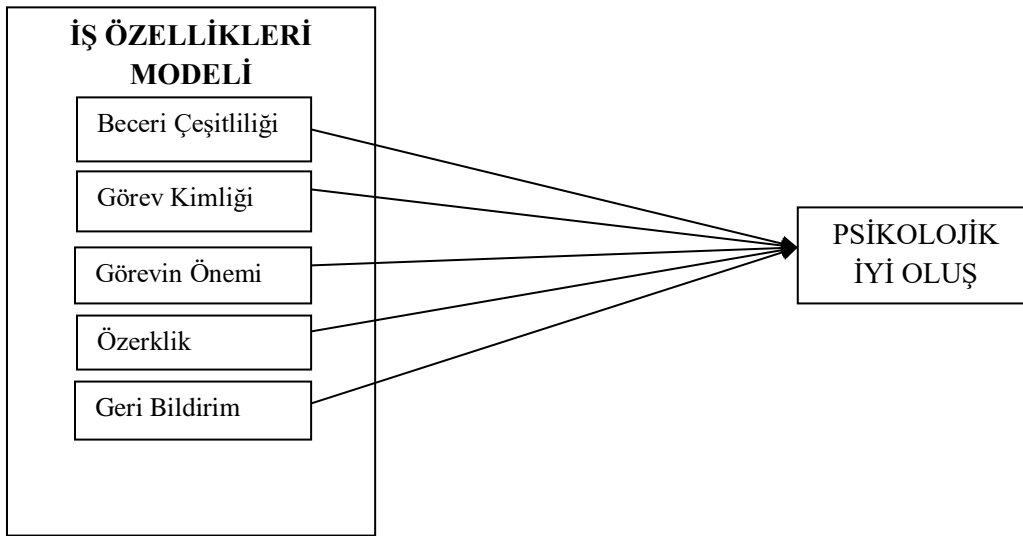 İŞ ÖZELLİKLERİ
MODELİ
Beceri Çeşitliliği
Görev Kimliği
Görevin Önemi
Özerklik
Geri Bildirim
PSİKOLOJİK
İYİ OLUŞ